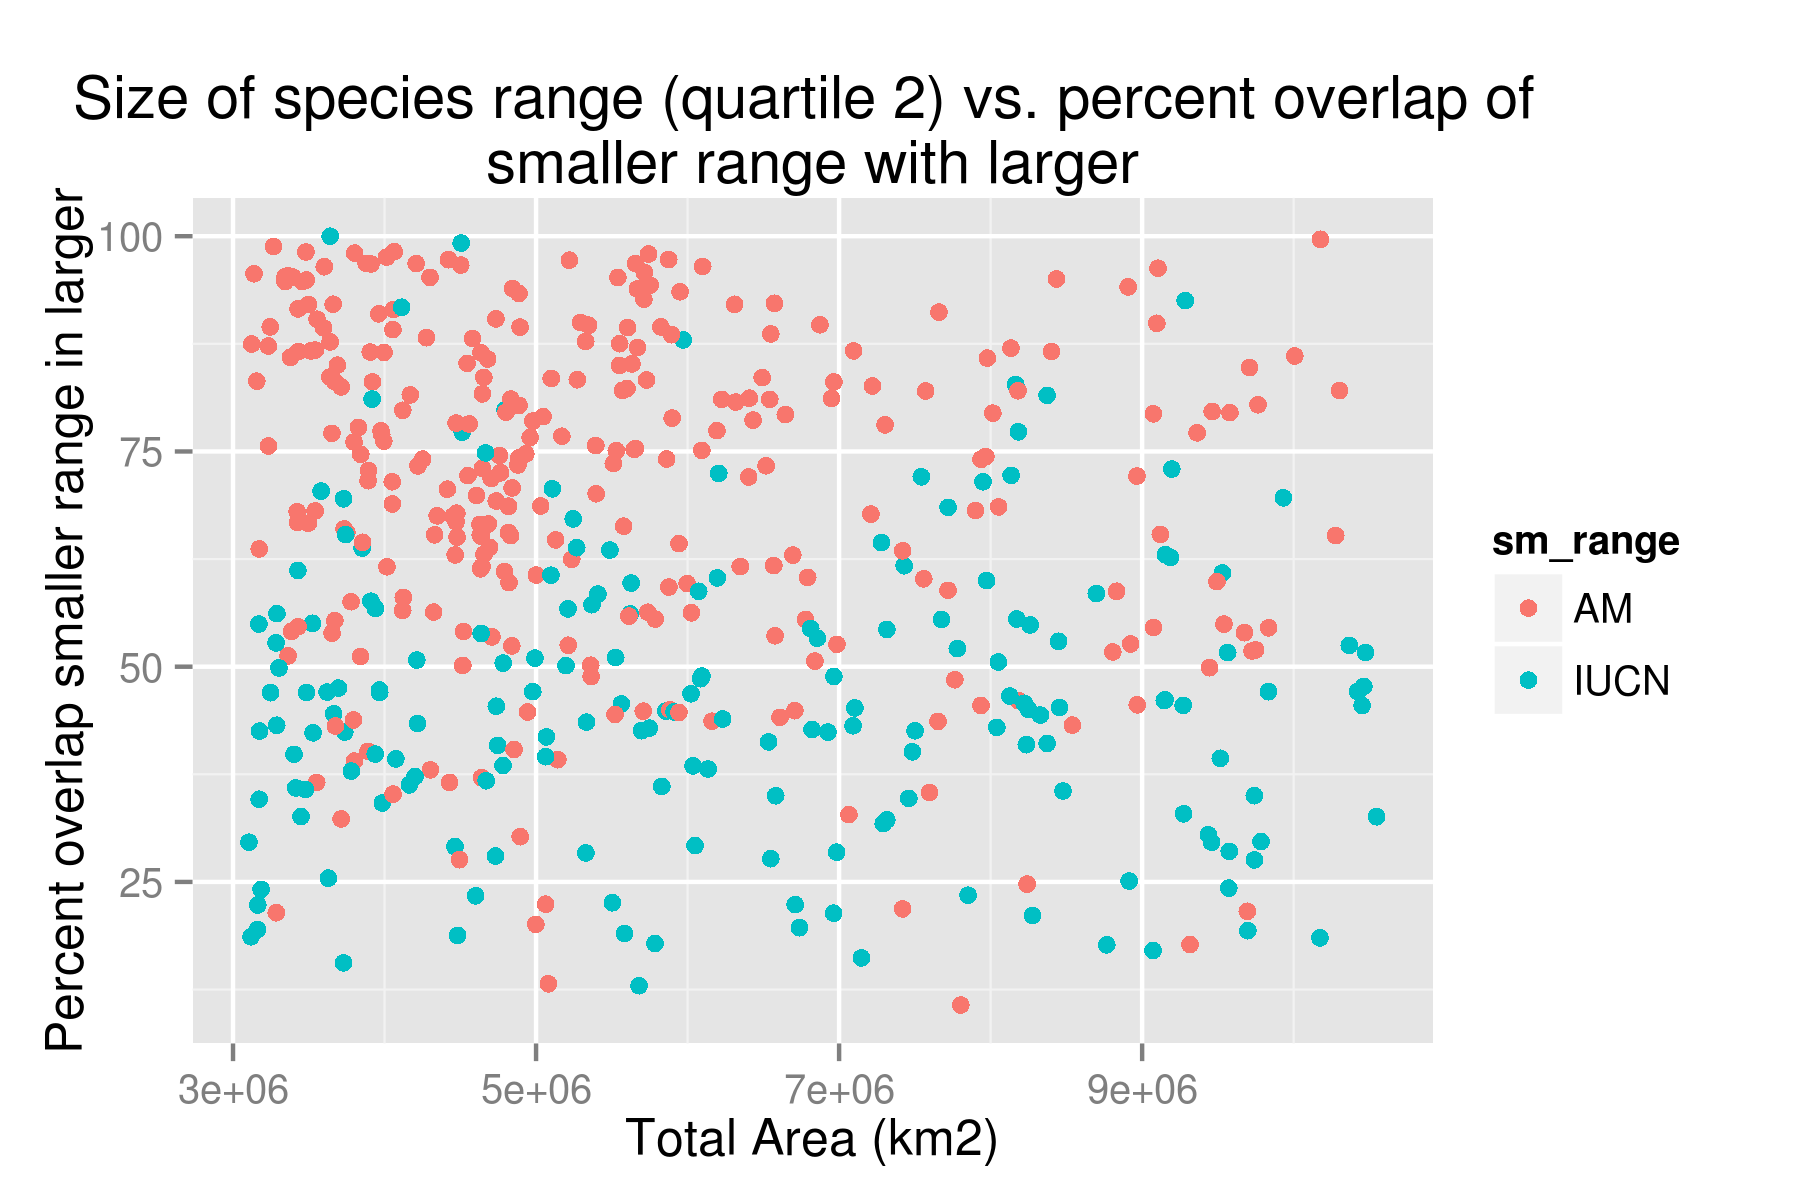 Size of species range (quartile 2) vs. percent overlap of
smaller range with larger
Percent overlap smaller range in larger
100
75
50
25
3e+06 5e+06 7e+06 9e+06
Total Area (km2)
sm_range
AM
IUCN